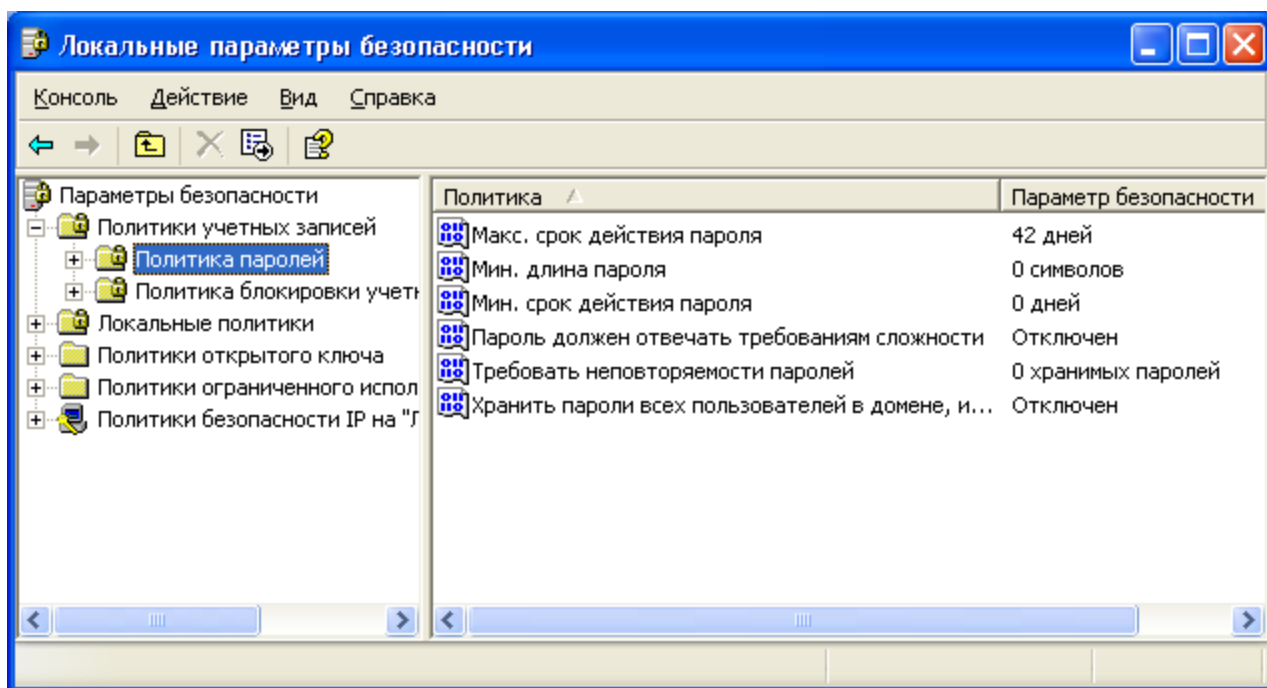 Локальные параметры безопасности
Консоль Действие Вид Справка
Параметры безопасности
Политики учетных записей
Политика паролей
Политика блокировки учетн
Локальные политики
Политики открытого ключа
Политики ограниченного испол
Политики безопасности IP на "Л
Политика Параметр безопасности
Макс. срок действия пароля 42 дней
Мин. длина пароля 0 символов
Мин. срок действия пароля 0 дней
Пароль должен отвечать требованиям сложности Отключен
Требовать неповторяемости паролей 0 хранимых паролей
Хранить пароли всех пользователей в домене, и... Отключен